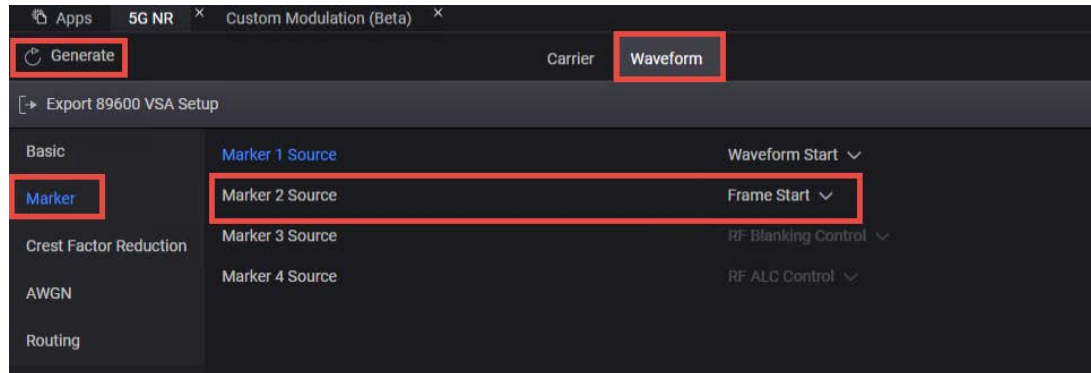 Apps 5G NR × Custom Modulation (Beta) ×
Generate Carrier Waveform
Export 89600 VSA Setup
Basic Marker 1 Source Waveform Start
Marker Marker 2 Source Frame Start
Crest Factor Reduction Marker 3 Source RF Blanking Control
AWGN Marker 4 Source RF ALC Control
Routing